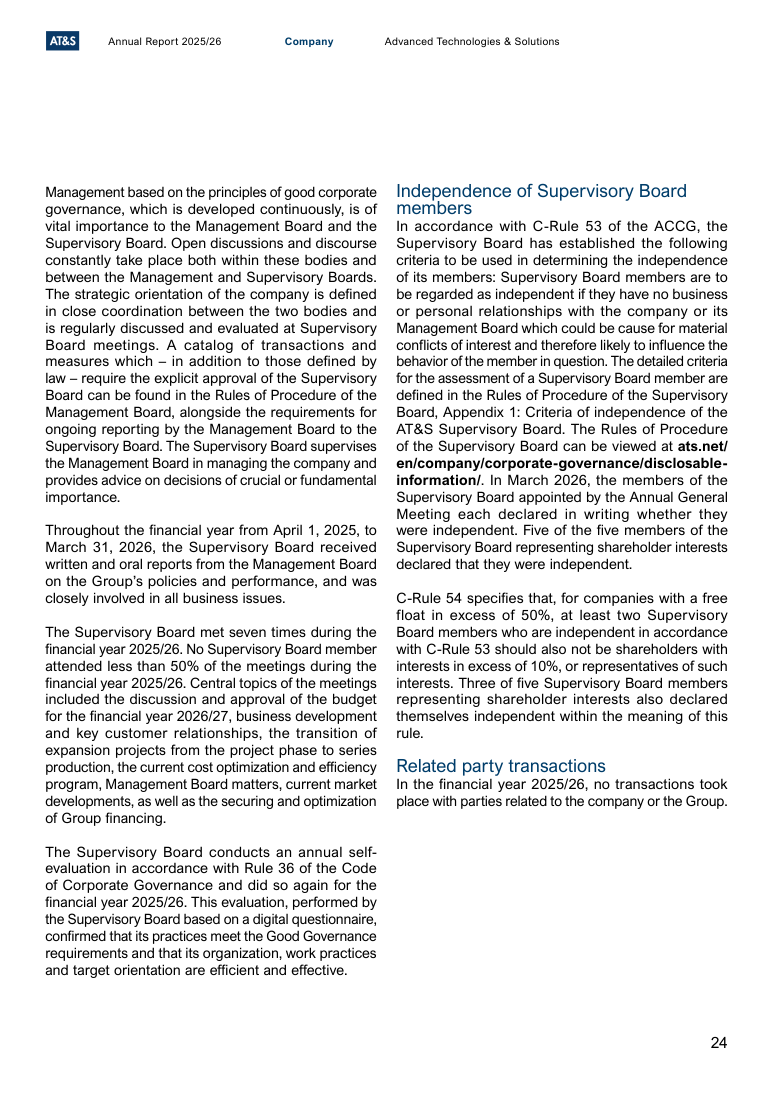 AT&S
Annual Report 2025/26
Company
Advanced Technologies & Solutions
Management based on the principles of good corporate
governance, which is developed continuously, is of
vital importance to the Management Board and the
Supervisory Board. Open discussions and discourse
constantly take place both within these bodies and
between the Management and Supervisory Boards.
The strategic orientation of the company is defined
in close coordination between the two bodies and
is regularly discussed and evaluated at Supervisory
Board meetings. A catalog of transactions and
measures which – in addition to those defined by
law – require the explicit approval of the Supervisory
Board can be found in the Rules of Procedure of the
Management Board, alongside the requirements for
ongoing reporting by the Management Board to the
Supervisory Board. The Supervisory Board supervises
the Management Board in managing the company and
provides advice on decisions of crucial or fundamental
importance.
Throughout the financial year from April 1, 2025, to
March 31, 2026, the Supervisory Board received
written and oral reports from the Management Board
on the Group's policies and performance, and was
closely involved in all business issues.
The Supervisory Board met seven times during the
financial year 2025/26. No Supervisory Board member
attended less than 50% of the meetings during the
financial year 2025/26. Central topics of the meetings
included the discussion and approval of the budget
for the financial year 2026/27, business development
and key customer relationships, the transition of
expansion projects from the project phase to series
production, the current cost optimization and efficiency
program, Management Board matters, current market
developments, as well as the securing and optimization
of Group financing.
The Supervisory Board conducts an annual self-
evaluation in accordance with Rule 36 of the Code
of Corporate Governance and did so again for the
financial year 2025/26. This evaluation, performed by
the Supervisory Board based on a digital questionnaire,
confirmed that its practices meet the Good Governance
requirements and that its organization, work practices
and target orientation are efficient and effective.
Independence of Supervisory Board
members
In accordance with C-Rule 53 of the ACCG, the
Supervisory Board has established the following
criteria to be used in determining the independence
of its members: Supervisory Board members are to
be regarded as independent if they have no business
or personal relationships with the company or its
Management Board which could be cause for material
conflicts of interest and therefore likely to influence the
behavior of the member in question. The detailed criteria
for the assessment of a Supervisory Board member are
defined in the Rules of Procedure of the Supervisory
Board, Appendix 1: Criteria of independence of the
AT&S Supervisory Board. The Rules of Procedure
of the Supervisory Board can be viewed at ats.net/
en/company/corporate-governance/disclosable-
information/. In March 2026, the members of the
Supervisory Board appointed by the Annual General
Meeting each declared in writing whether they
were independent. Five of the five members of the
Supervisory Board representing shareholder interests
declared that they were independent.
C-Rule 54 specifies that, for companies with a free
float in excess of 50%, at least two Supervisory
Board members who are independent in accordance
with C-Rule 53 should also not be shareholders with
interests in excess of 10%, or representatives of such
interests. Three of five Supervisory Board members
representing shareholder interests also declared
themselves independent within the meaning of this
rule.
Related party transactions
In the financial year 2025/26, no transactions took
place with parties related to the company or the Group.
24